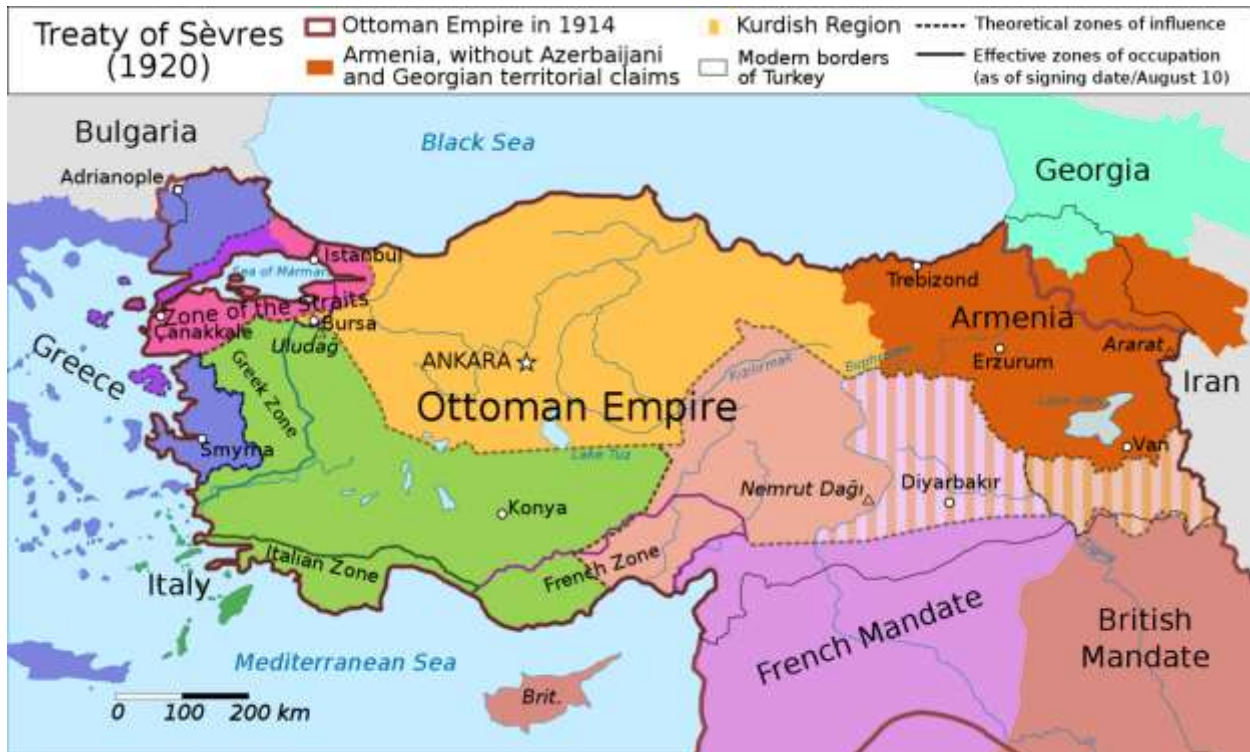 Treaty of Sèvres
(1920)
Ottoman Empire in 1914
Armenia, without Azerbaijani
and Georgian territorial claims
Kurdish Region
Modern borders
of Turkey
Theoretical zones of influence
Effective zones of occupation
(as of signing date/August 10)
Bulgaria
Black Sea
Adrianople
Georgia
Istanbul
Sea of Marmara
Trebizond
Zone of the Straits
Çanakkale
Bursa
Uludağ
Armenia
Ararat
Erzurum
Greece
Greek Zone
ANKARA
Kızılırmak
Iran
Ottoman Empire
Smyrna
Lake Tuz
Van
Konya
Nemrut Dağı
Diyarbakır
Italian Zone
French Zone
Italy
French Mandate
British
Mandate
Mediterranean Sea
Brit.
0 100 200 km